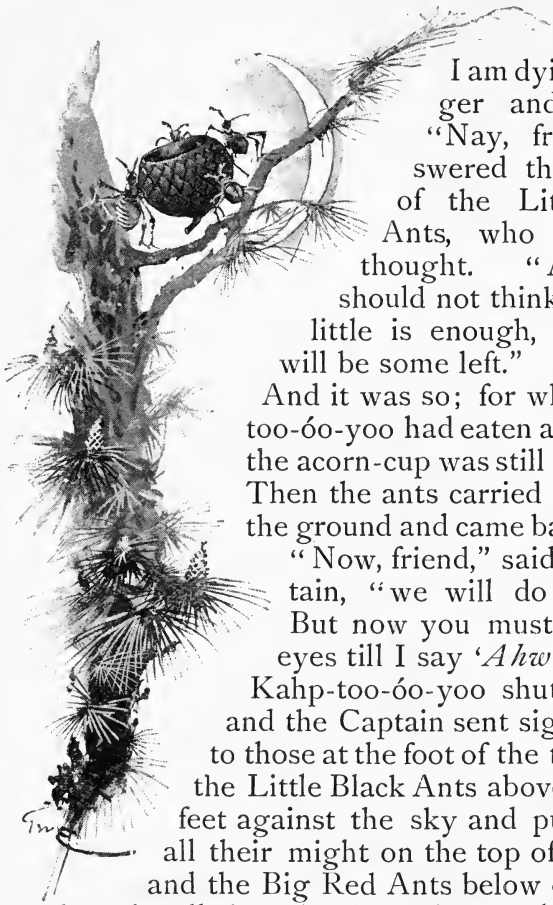 I am dyi
ger and
“Nay, fr
swered th
of the Lit
Ants, who
thought. “A
should not think
little is enough,
will be some left.”
And it was so; for wh
too-óo-yoo had eaten a
the acorn-cup was still
Then the ants carried
the ground and came ba
“Now, friend,” said
tain, “we will do
But now you must
eyes till I say ‘Ahw
Kahp-too-óo-yoo shut
and the Captain sent sig
to those at the foot of the t
the Little Black Ants above
feet against the sky and pu
all their might on the top of
and the Big Red Ants below